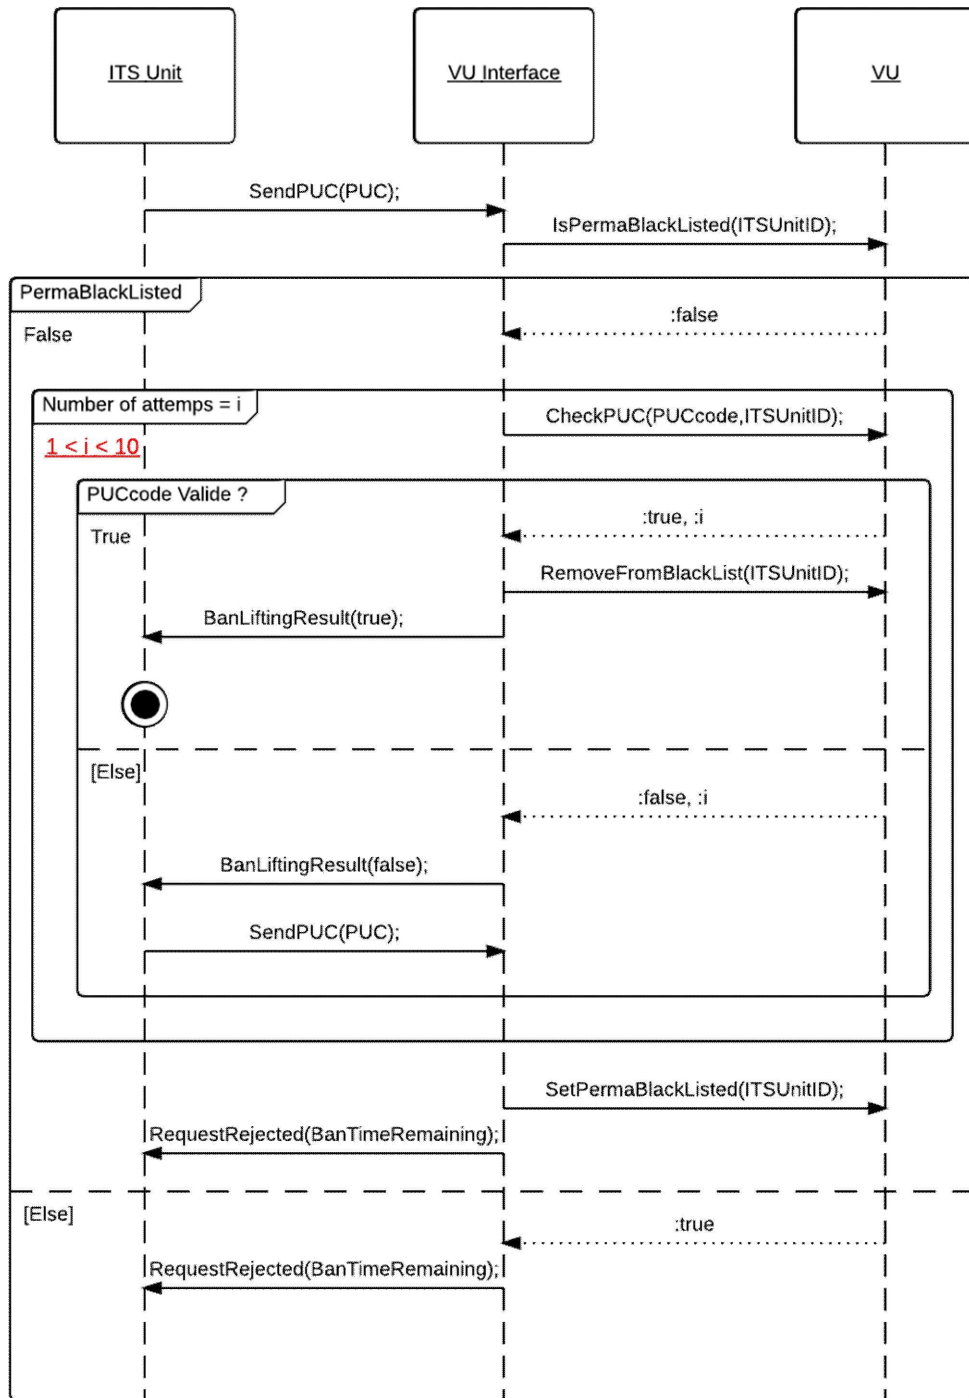 ITS Unit
VU Interface
VU
SendPUC(PUC);
IsPermaBlackListed(ITSUnitID);
PermaBlackListed
:false
False
Number of attemps = i
CheckPUC(PUCcode,ITSUnitID);
1 < i < 10
PUCcode Valide ?
:true, :i
True
RemoveFromBlackList(ITSUnitID);
BanLiftingResult(true);
[Else]
:false, :i
BanLiftingResult(false);
SendPUC(PUC);
SetPermaBlackListed(ITSUnitID);
RequestRejected(BanTimeRemaining);
[Else]
:true
RequestRejected(BanTimeRemaining);